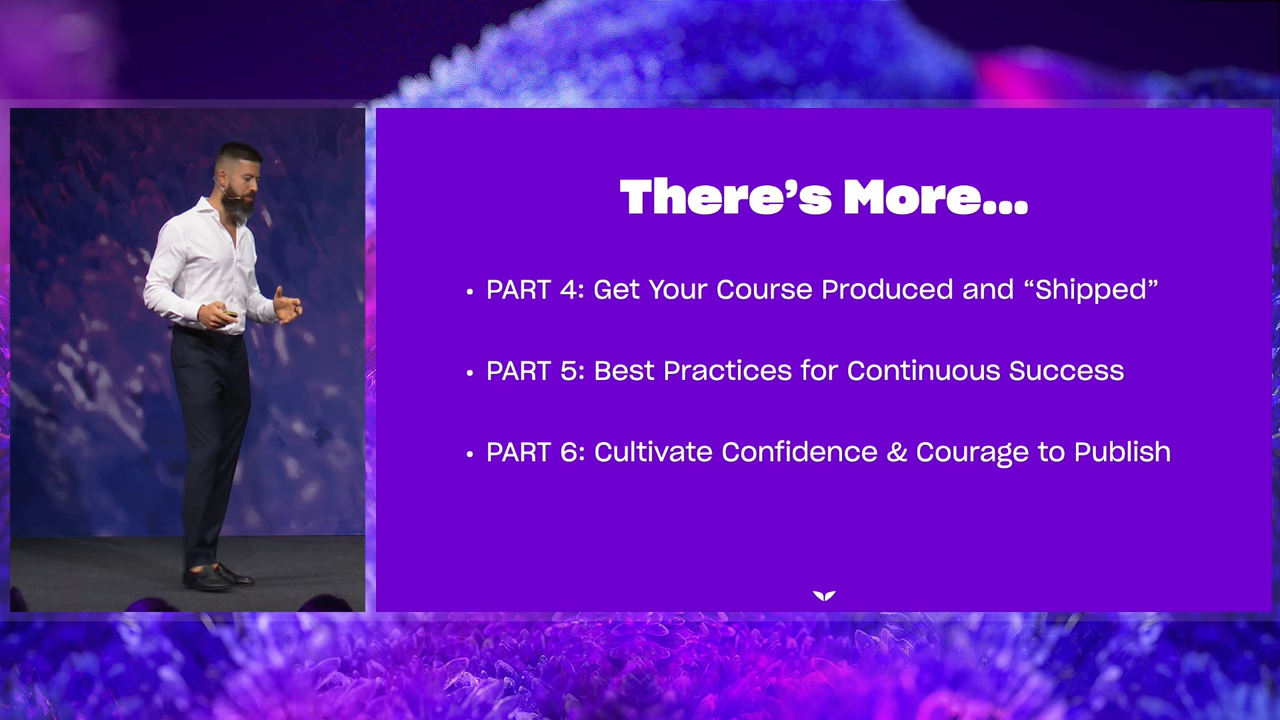 There’s More...
• PART 4: Get Your Course Produced and “Shipped”
• PART 5: Best Practices for Continuous Success
• PART 6: Cultivate Confidence & Courage to Publish